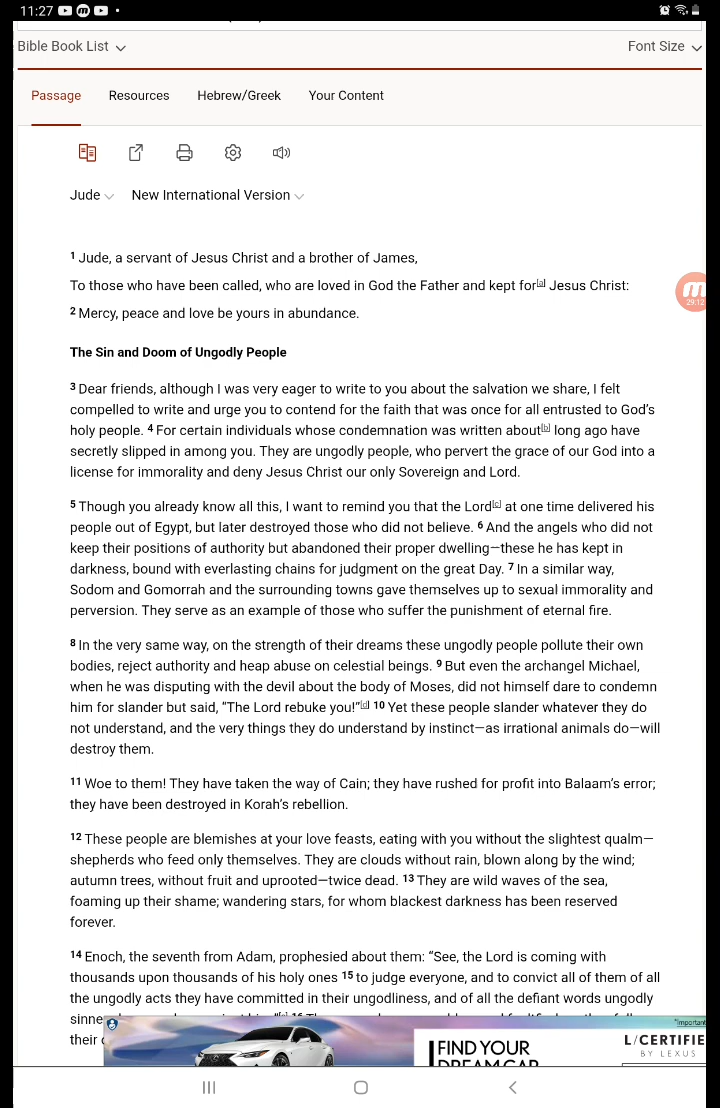 11:27
Bible Book List
Font Size
Passage Resources Hebrew/Greek Your Content
Jude New International Version
1 Jude, a servant of Jesus Christ and a brother of James,
To those who have been called, who are loved in God the Father and kept for[a] Jesus Christ:
2 Mercy, peace and love be yours in abundance.
29:12
The Sin and Doom of Ungodly People
3 Dear friends, although I was very eager to write to you about the salvation we share, I felt
compelled to write and urge you to contend for the faith that was once for all entrusted to God's
holy people. 4 For certain individuals whose condemnation was written about[b] long ago have
secretly slipped in among you. They are ungodly people, who pervert the grace of our God into a
license for immorality and deny Jesus Christ our only Sovereign and Lord.
5 Though you already know all this, I want to remind you that the Lord[c] at one time delivered his
people out of Egypt, but later destroyed those who did not believe. 6 And the angels who did not
keep their positions of authority but abandoned their proper dwelling—these he has kept in
darkness, bound with everlasting chains for judgment on the great Day. 7 In a similar way,
Sodom and Gomorrah and the surrounding towns gave themselves up to sexual immorality and
perversion. They serve as an example of those who suffer the punishment of eternal fire.
8 In the very same way, on the strength of their dreams these ungodly people pollute their own
bodies, reject authority and heap abuse on celestial beings. 9 But even the archangel Michael,
when he was disputing with the devil about the body of Moses, did not himself dare to condemn
him for slander but said, "The Lord rebuke you!"[d] 10 Yet these people slander whatever they do
not understand, and the very things they do understand by instinct—as irrational animals do—will
destroy them.
11 Woe to them! They have taken the way of Cain; they have rushed for profit into Balaam's error;
they have been destroyed in Korah's rebellion.
12 These people are blemishes at your love feasts, eating with you without the slightest qualm—
shepherds who feed only themselves. They are clouds without rain, blown along by the wind;
autumn trees, without fruit and uprooted—twice dead. 13 They are wild waves of the sea,
foaming up their shame; wandering stars, for whom blackest darkness has been reserved
forever.
14 Enoch, the seventh from Adam, prophesied about them: "See, the Lord is coming with
thousands upon thousands of his holy ones 15 to judge everyone, and to convict all of them of all
the ungodly acts they have committed in their ungodliness, and of all the defiant words ungodly
their
*Important
FIND YOUR
DREAM CAR
L/CERTIFIE
BY LEXUS